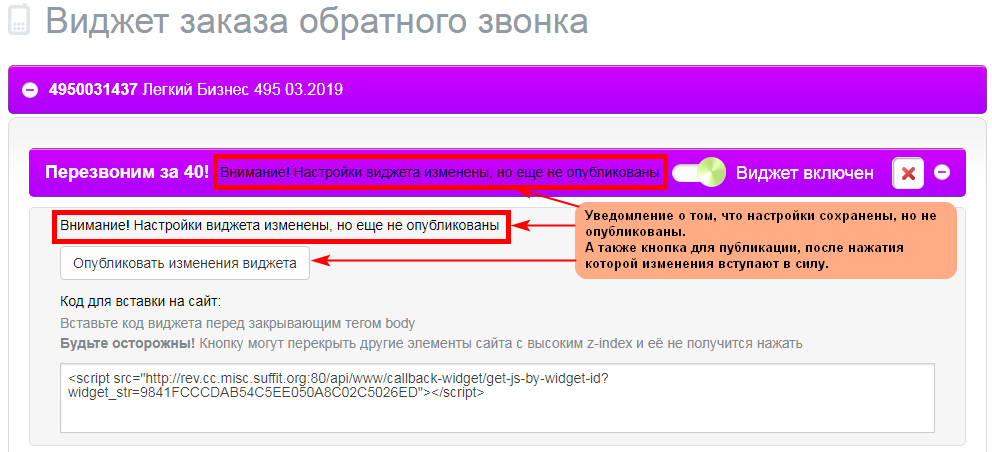 Виджет заказа обратного звонка
4950031437 Легкий Бизнес 495 03.2019
Перезвоним за 40! Внимание! Настройки виджета изменены, но еще не опубликованы Виджет включен
Внимание! Настройки виджета изменены, но еще не опубликованы
Уведомление о том, что настройки сохранены, но не
опубликованы.
А также кнопка для публикации, после нажатия
которой изменения вступают в силу.
Опубликовать изменения виджета
Код для вставки на сайт:
Вставьте код виджета перед закрывающим тегом body
Будьте осторожны! Кнопку могут перекрыть другие элементы сайта с высоким z-index и её не получится нажать
<script src="http://rev.cc.misc.suffit.org:80/api/www/callback-widget/get-js-by-widget-id?
widget_str=9841FCCCDAB54C5EE050A8C02C5026ED"></script>